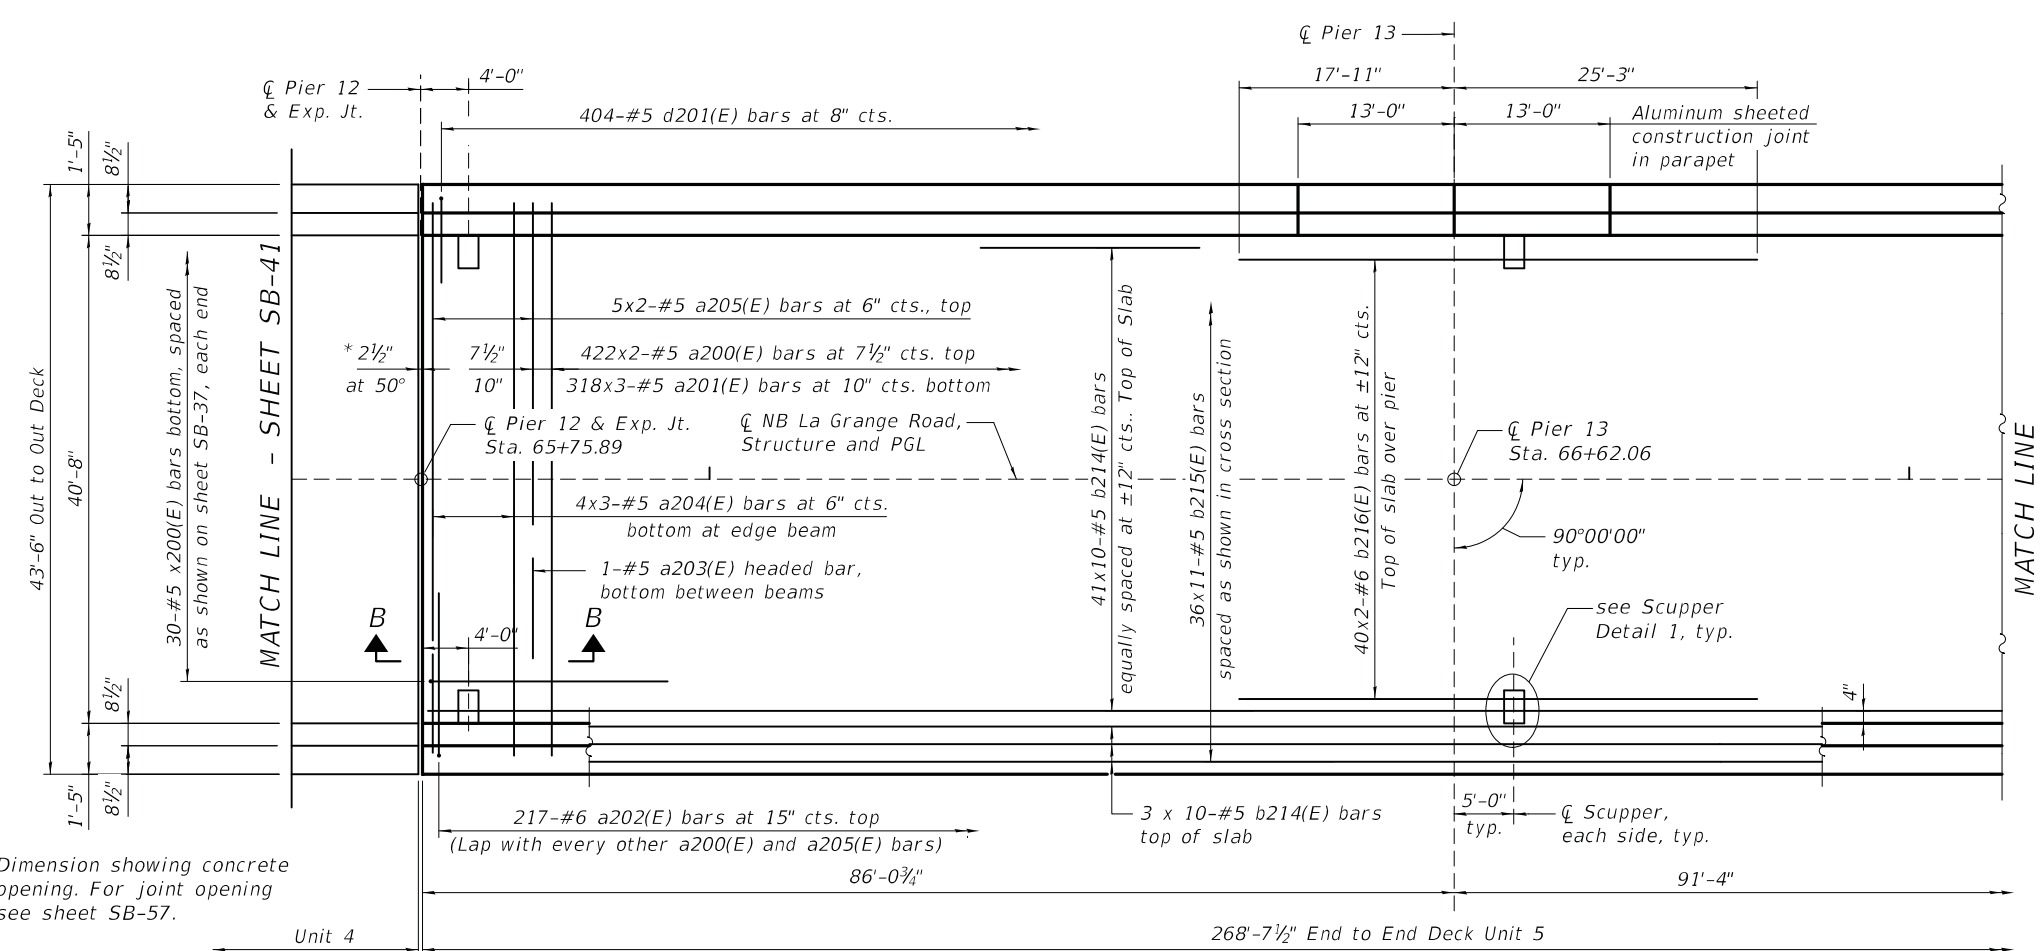 ℄ Pier 13
17'-11"
25'-3"
℄ Pier 12
& Exp. Jt.
4'-0"
13'-0"
13'-0"
Aluminum sheeted
construction joint
in parapet
404-#5 d201(E) bars at 8" cts.
1'-5"
8½"
8½"
43'-6" Out to Out Deck
40'-8"
30-#5 x200(E) bars bottom, spaced
as shown on sheet SB-37, each end
MATCH LINE - SHEET SB-41
5x2-#5 a205(E) bars at 6" cts., top
* 2½"
at 50°
7½"
10"
422x2-#5 a200(E) bars at 7½" cts. top
318x3-#5 a201(E) bars at 10" cts. bottom
℄ Pier 12 & Exp. Jt.
Sta. 65+75.89
℄ NB La Grange Road,
Structure and PGL
4x3-#5 a204(E) bars at 6" cts.
bottom at edge beam
1-#5 a203(E) headed bar,
bottom between beams
B
B
4'-0"
41x10-#5 b214(E) bars
equally spaced at ±12" cts.. Top of Slab
36x11-#5 b215(E) bars
spaced as shown in cross section
40x2-#6 b216(E) bars at ±12" cts.
Top of slab over pier
℄ Pier 13
Sta. 66+62.06
90°00'00"
typ.
see Scupper
Detail 1, typ.
MATCH LINE
4"
8½"
1'-5"
8½"
217-#6 a202(E) bars at 15" cts. top
(Lap with every other a200(E) and a205(E) bars)
3 x 10-#5 b214(E) bars
top of slab
5'-0"
typ.
℄ Scupper,
each side, typ.
Dimension showing concrete
opening. For joint opening
see sheet SB-57.
86'-0¾"
91'-4"
Unit 4
268'-7½" End to End Deck Unit 5